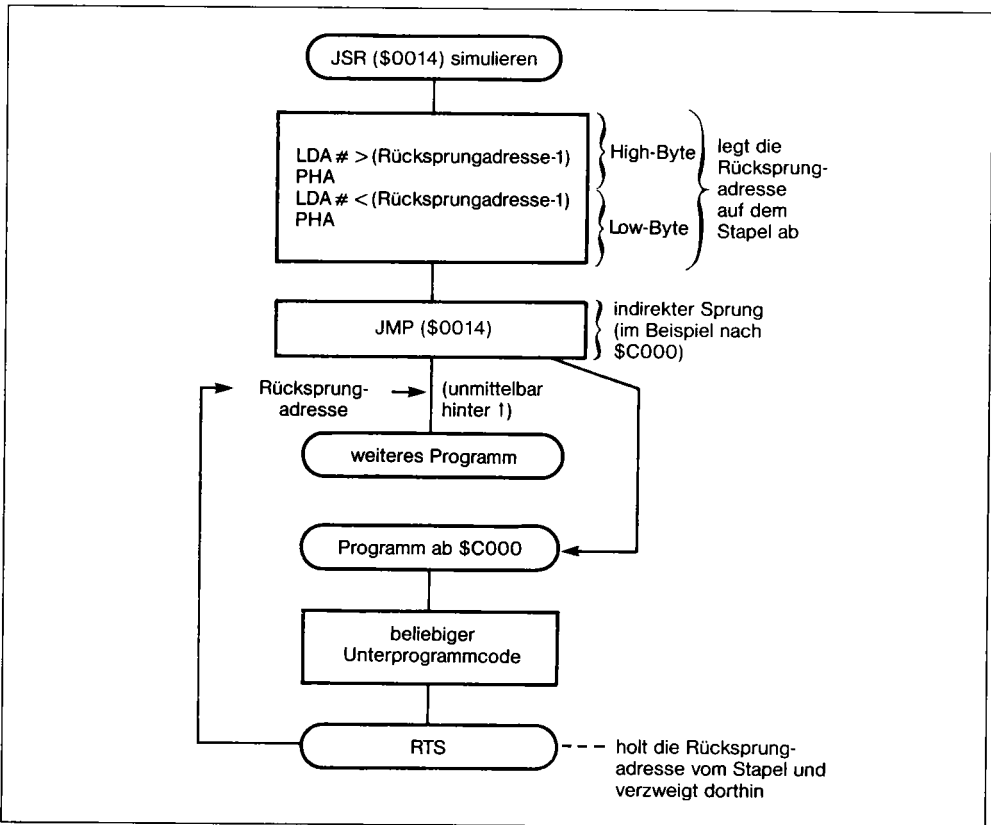 JSR ($0014) simulieren
LDA # > (Rücksprungadresse-1)
PHA
LDA # < (Rücksprungadresse-1)
PHA
High-Byte
Low-Byte
legt die
Rücksprung-
adresse
auf dem
Stapel ab
JMP ($0014)
indirekter Sprung
(im Beispiel nach
$C000)
Rücksprung-
adresse
(unmittelbar
hinter ↑)
weiteres Programm
Programm ab $C000
beliebiger
Unterprogrammcode
RTS
--- holt die Rücksprung-
adresse vom Stapel und
verzweigt dorthin